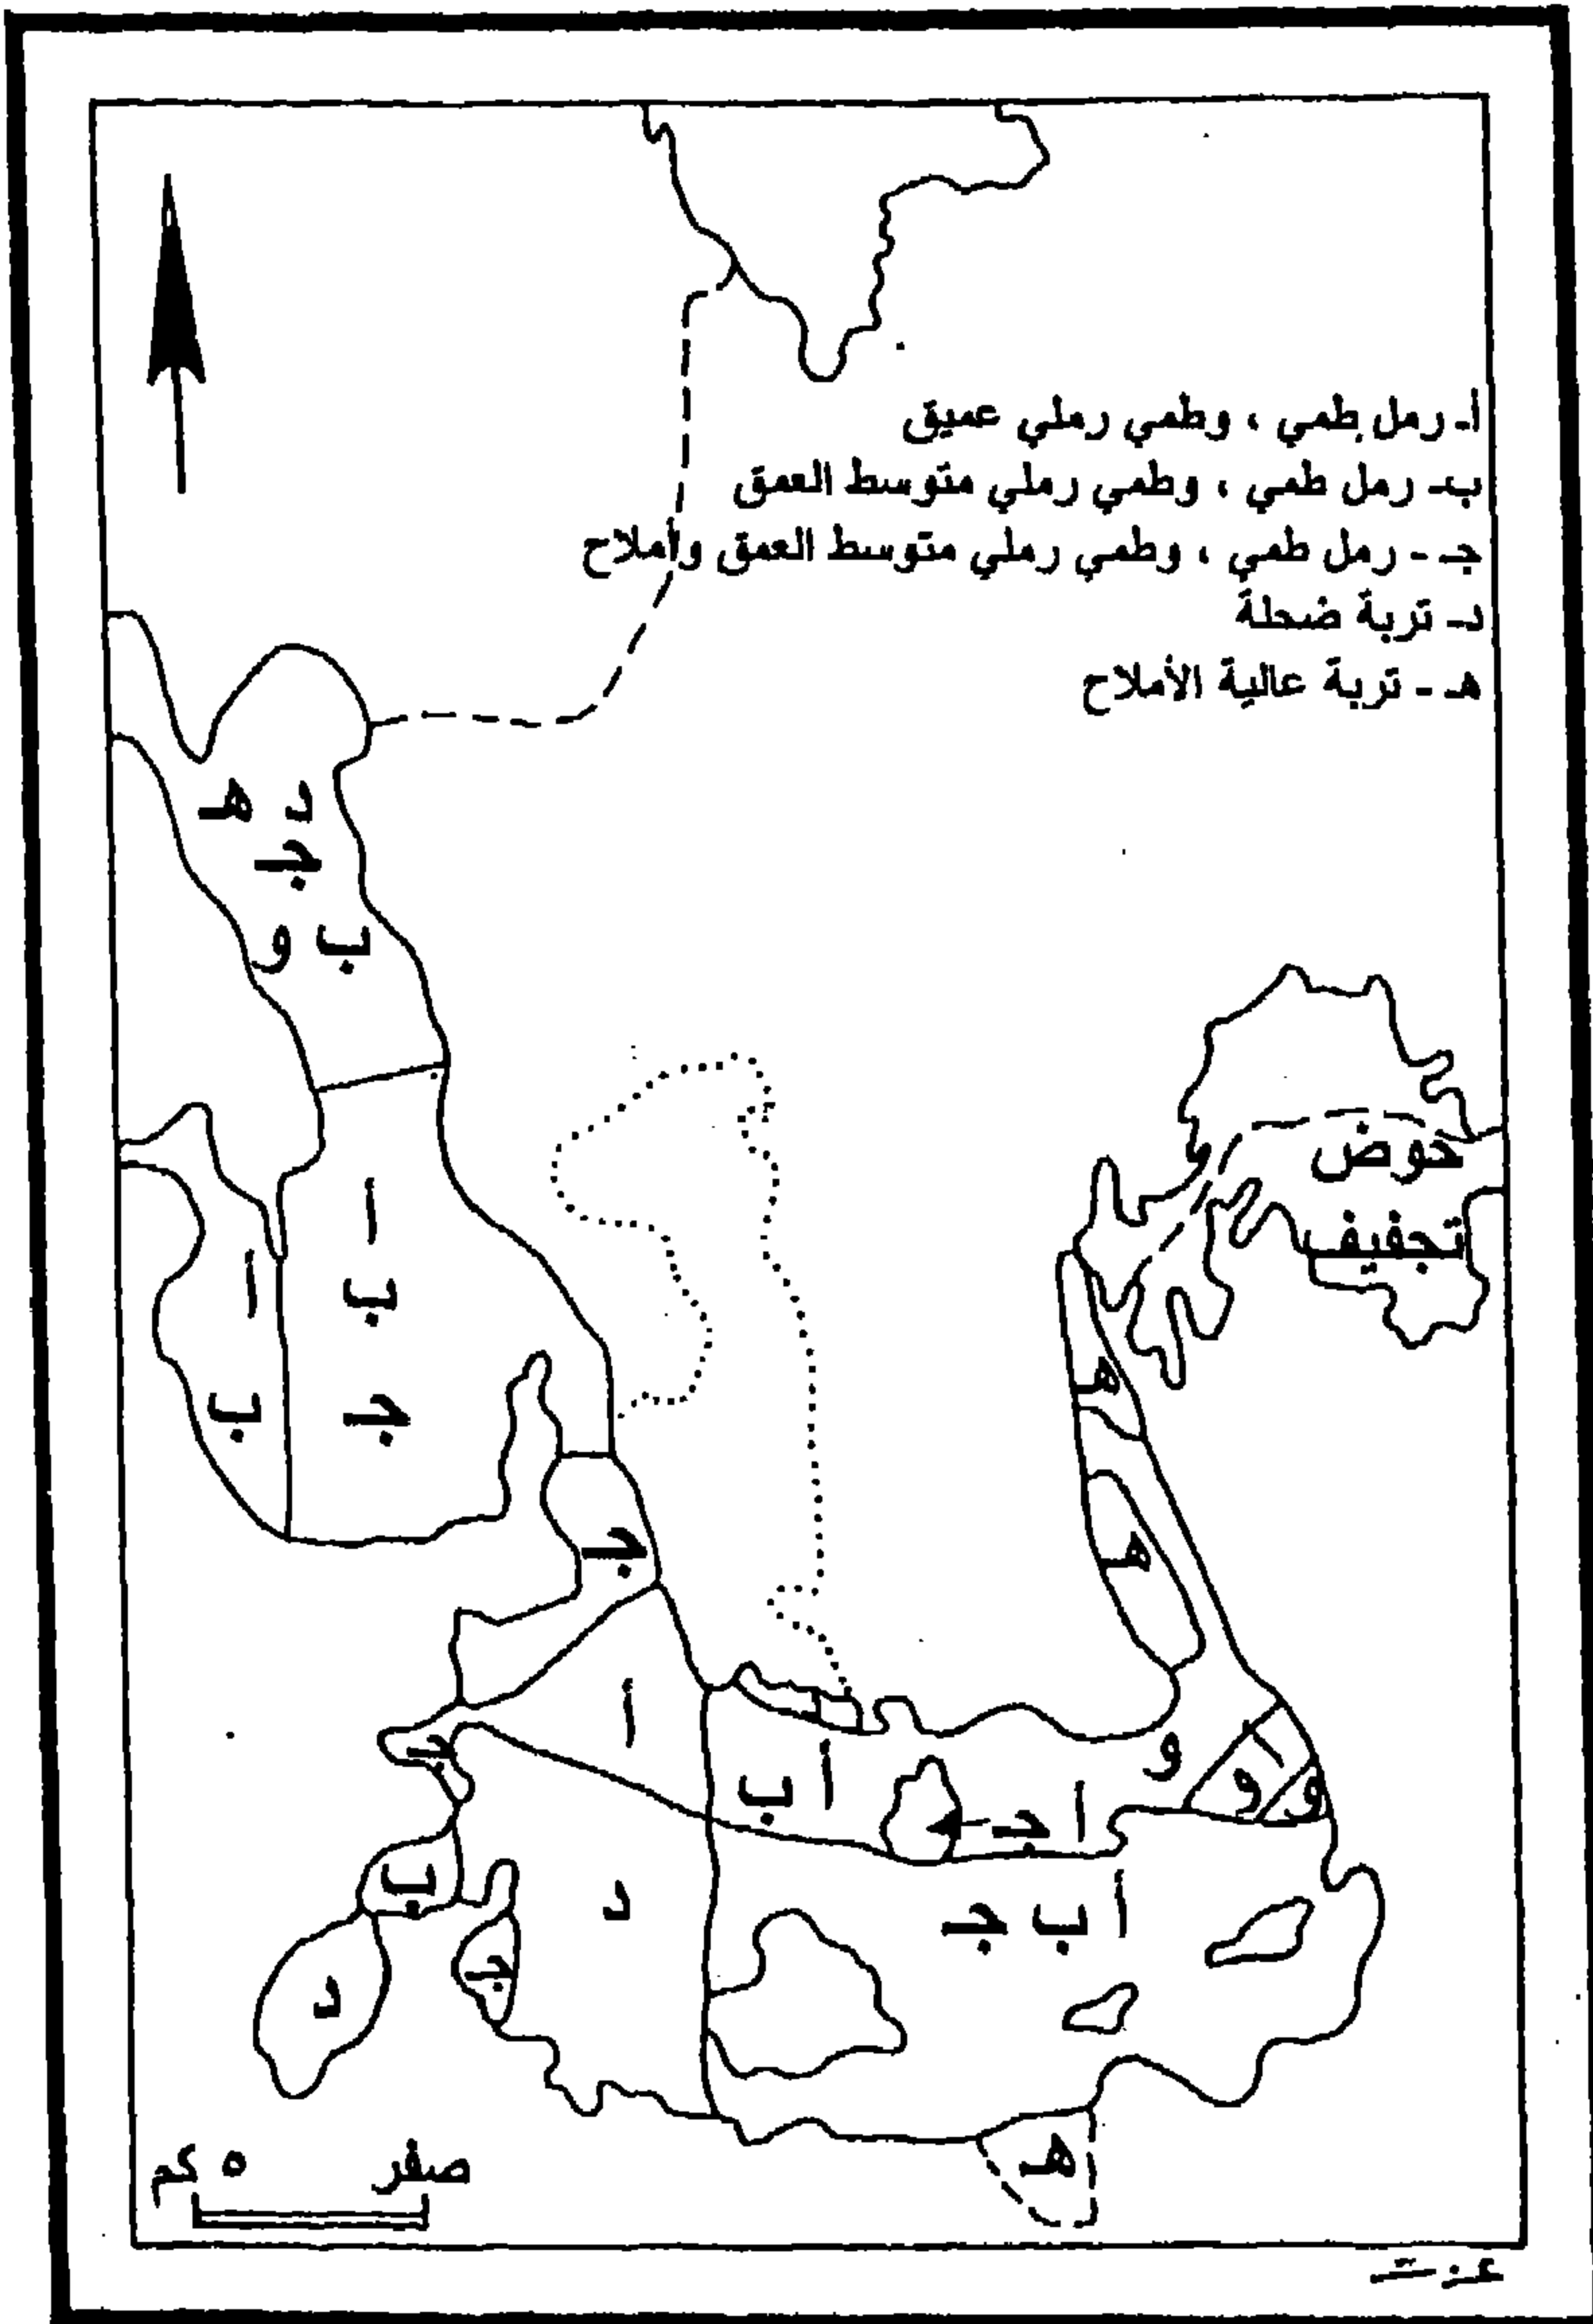 أ- رمل طمي ، وطمي رملي عميق
ب- رمل طمي ، وطمي رملي متوسط العمق
جـ - رمل طمي ، وطمي رملي متوسط العمق وأملاح
د- تربة ضحلة
هـ - تربة عالية الأملاح
د هـ
جـ
ب و
حوض
و
تجفيف
أ
أ
ب
هـ
ب
جـ
هـ
جـ
أ
أ
ب
و
أ
و
و
جـ
أ جـ
ب
د
أ ب جـ
جـ
د
هـ
صفر ٥ كم
عزت